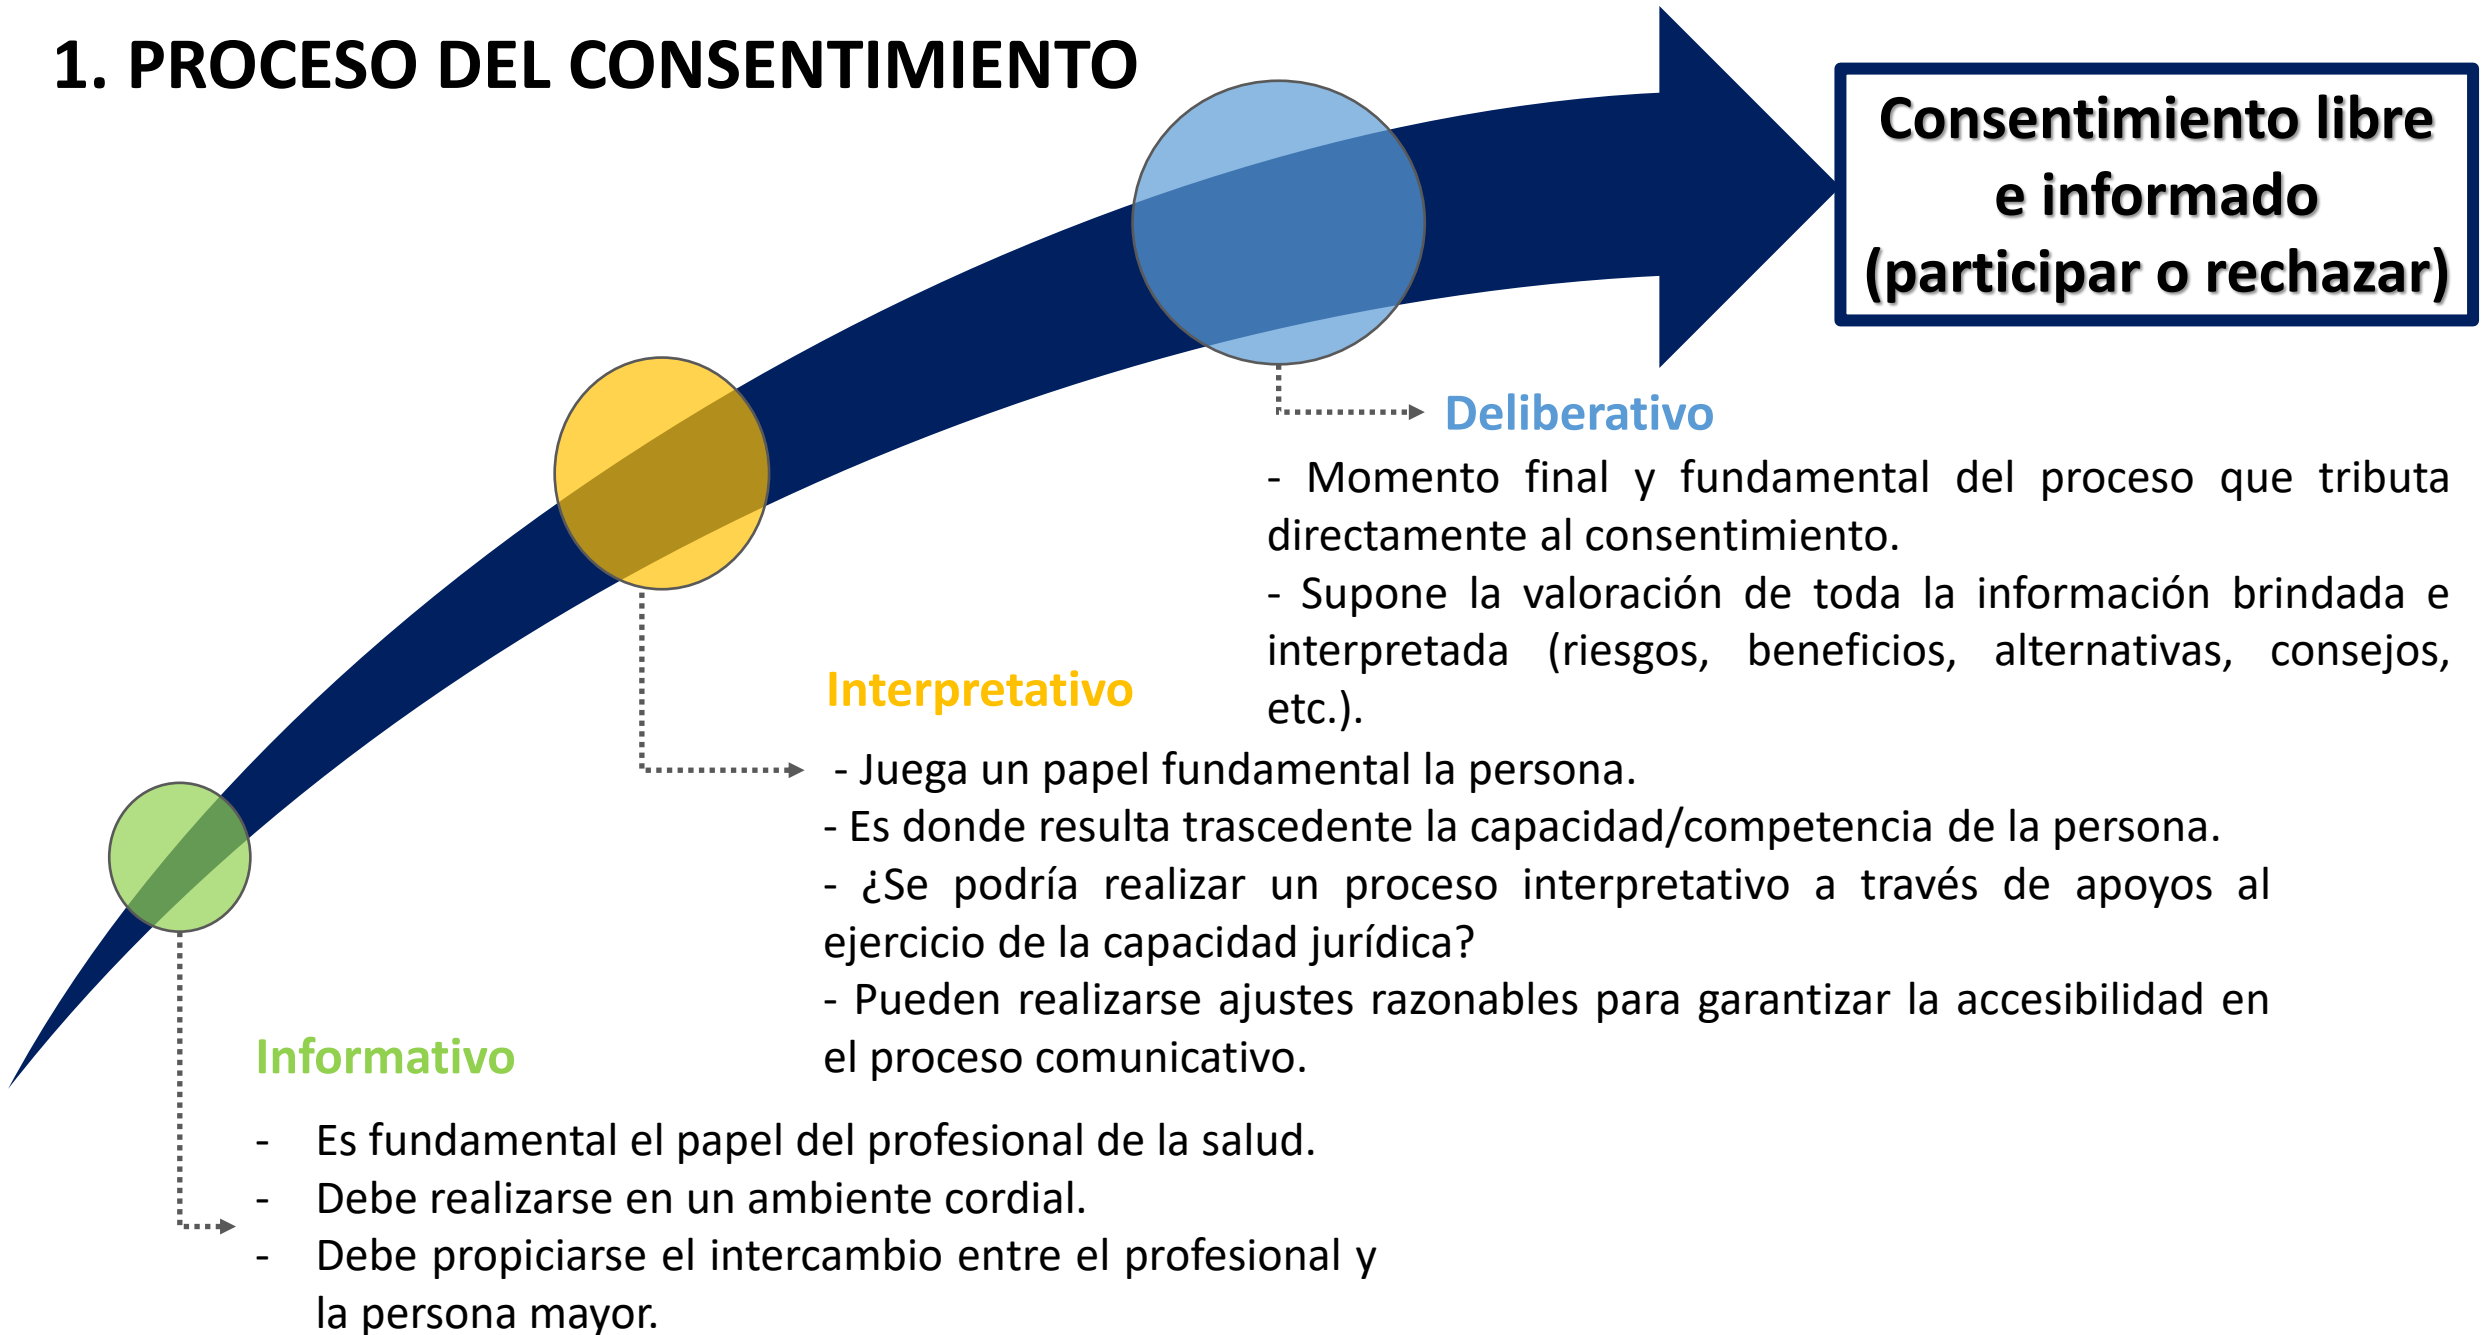 1. PROCESO DEL CONSENTIMIENTO
Consentimiento libre
e informado
(participar o rechazar)
Deliberativo
- Momento final y fundamental del proceso que tributa
directamente al consentimiento.
- Supone la valoración de toda la información brindada e
interpretada (riesgos, beneficios, alternativas, consejos,
etc.).
Interpretativo
- Juega un papel fundamental la persona.
- Es donde resulta trascedente la capacidad/competencia de la persona.
- ¿Se podría realizar un proceso interpretativo a través de apoyos al
ejercicio de la capacidad jurídica?
- Pueden realizarse ajustes razonables para garantizar la accesibilidad en
el proceso comunicativo.
Informativo
- Es fundamental el papel del profesional de la salud.
- Debe realizarse en un ambiente cordial.
- Debe propiciarse el intercambio entre el profesional y
la persona mayor.